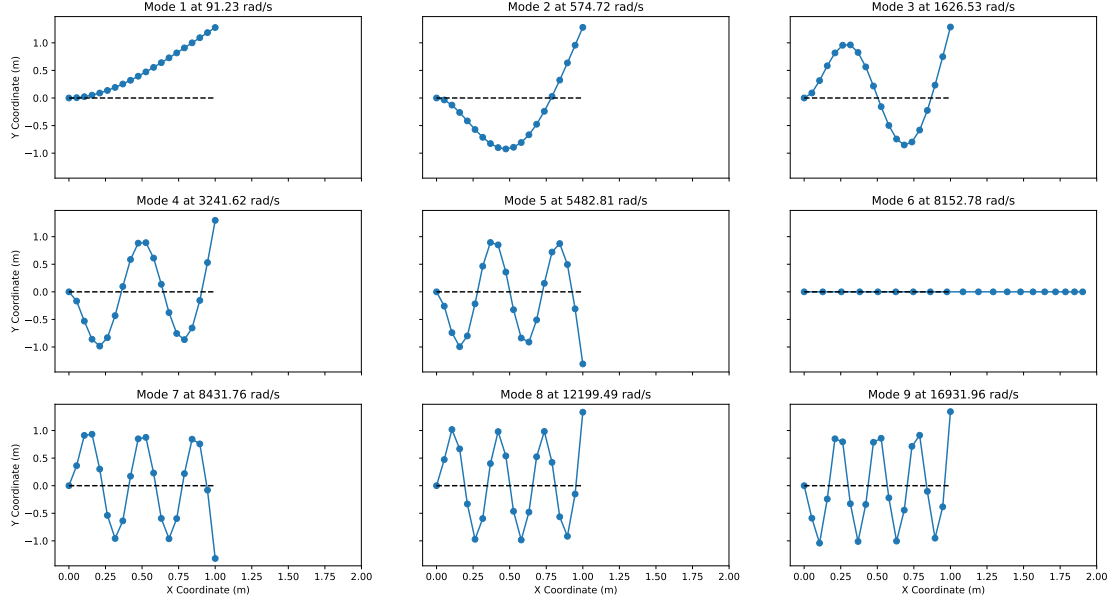 Mode 1 at 91.23 rad/s
Mode 2 at 574.72 rad/s
Mode 3 at 1626.53 rad/s
Y Coordinate (m)
1.0
0.5
0.0
−0.5
−1.0
Mode 4 at 3241.62 rad/s
Mode 5 at 5482.81 rad/s
Mode 6 at 8152.78 rad/s
Y Coordinate (m)
1.0
0.5
0.0
−0.5
−1.0
Mode 7 at 8431.76 rad/s
Mode 8 at 12199.49 rad/s
Mode 9 at 16931.96 rad/s
Y Coordinate (m)
1.0
0.5
0.0
−0.5
−1.0
0.00 0.25 0.50 0.75 1.00 1.25 1.50 1.75 2.00
0.00 0.25 0.50 0.75 1.00 1.25 1.50 1.75 2.00
0.00 0.25 0.50 0.75 1.00 1.25 1.50 1.75 2.00
X Coordinate (m)
X Coordinate (m)
X Coordinate (m)